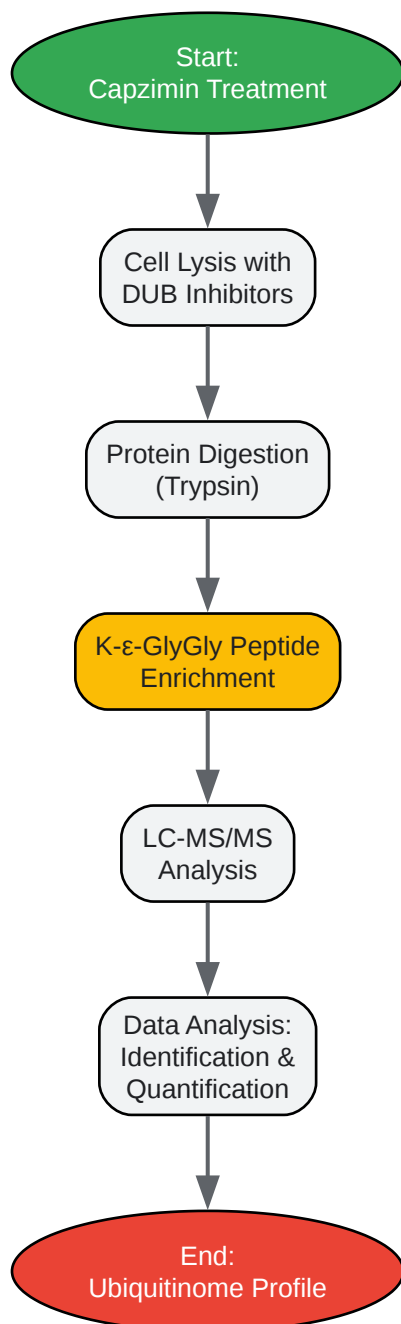 Start:
Capzimin Treatment
Cell Lysis with
DUB Inhibitors
Protein Digestion
(Trypsin)
K-ε-GlyGly Peptide
Enrichment
LC-MS/MS
Analysis
Data Analysis:
Identification &
Quantification
End:
Ubiquitinome Profile